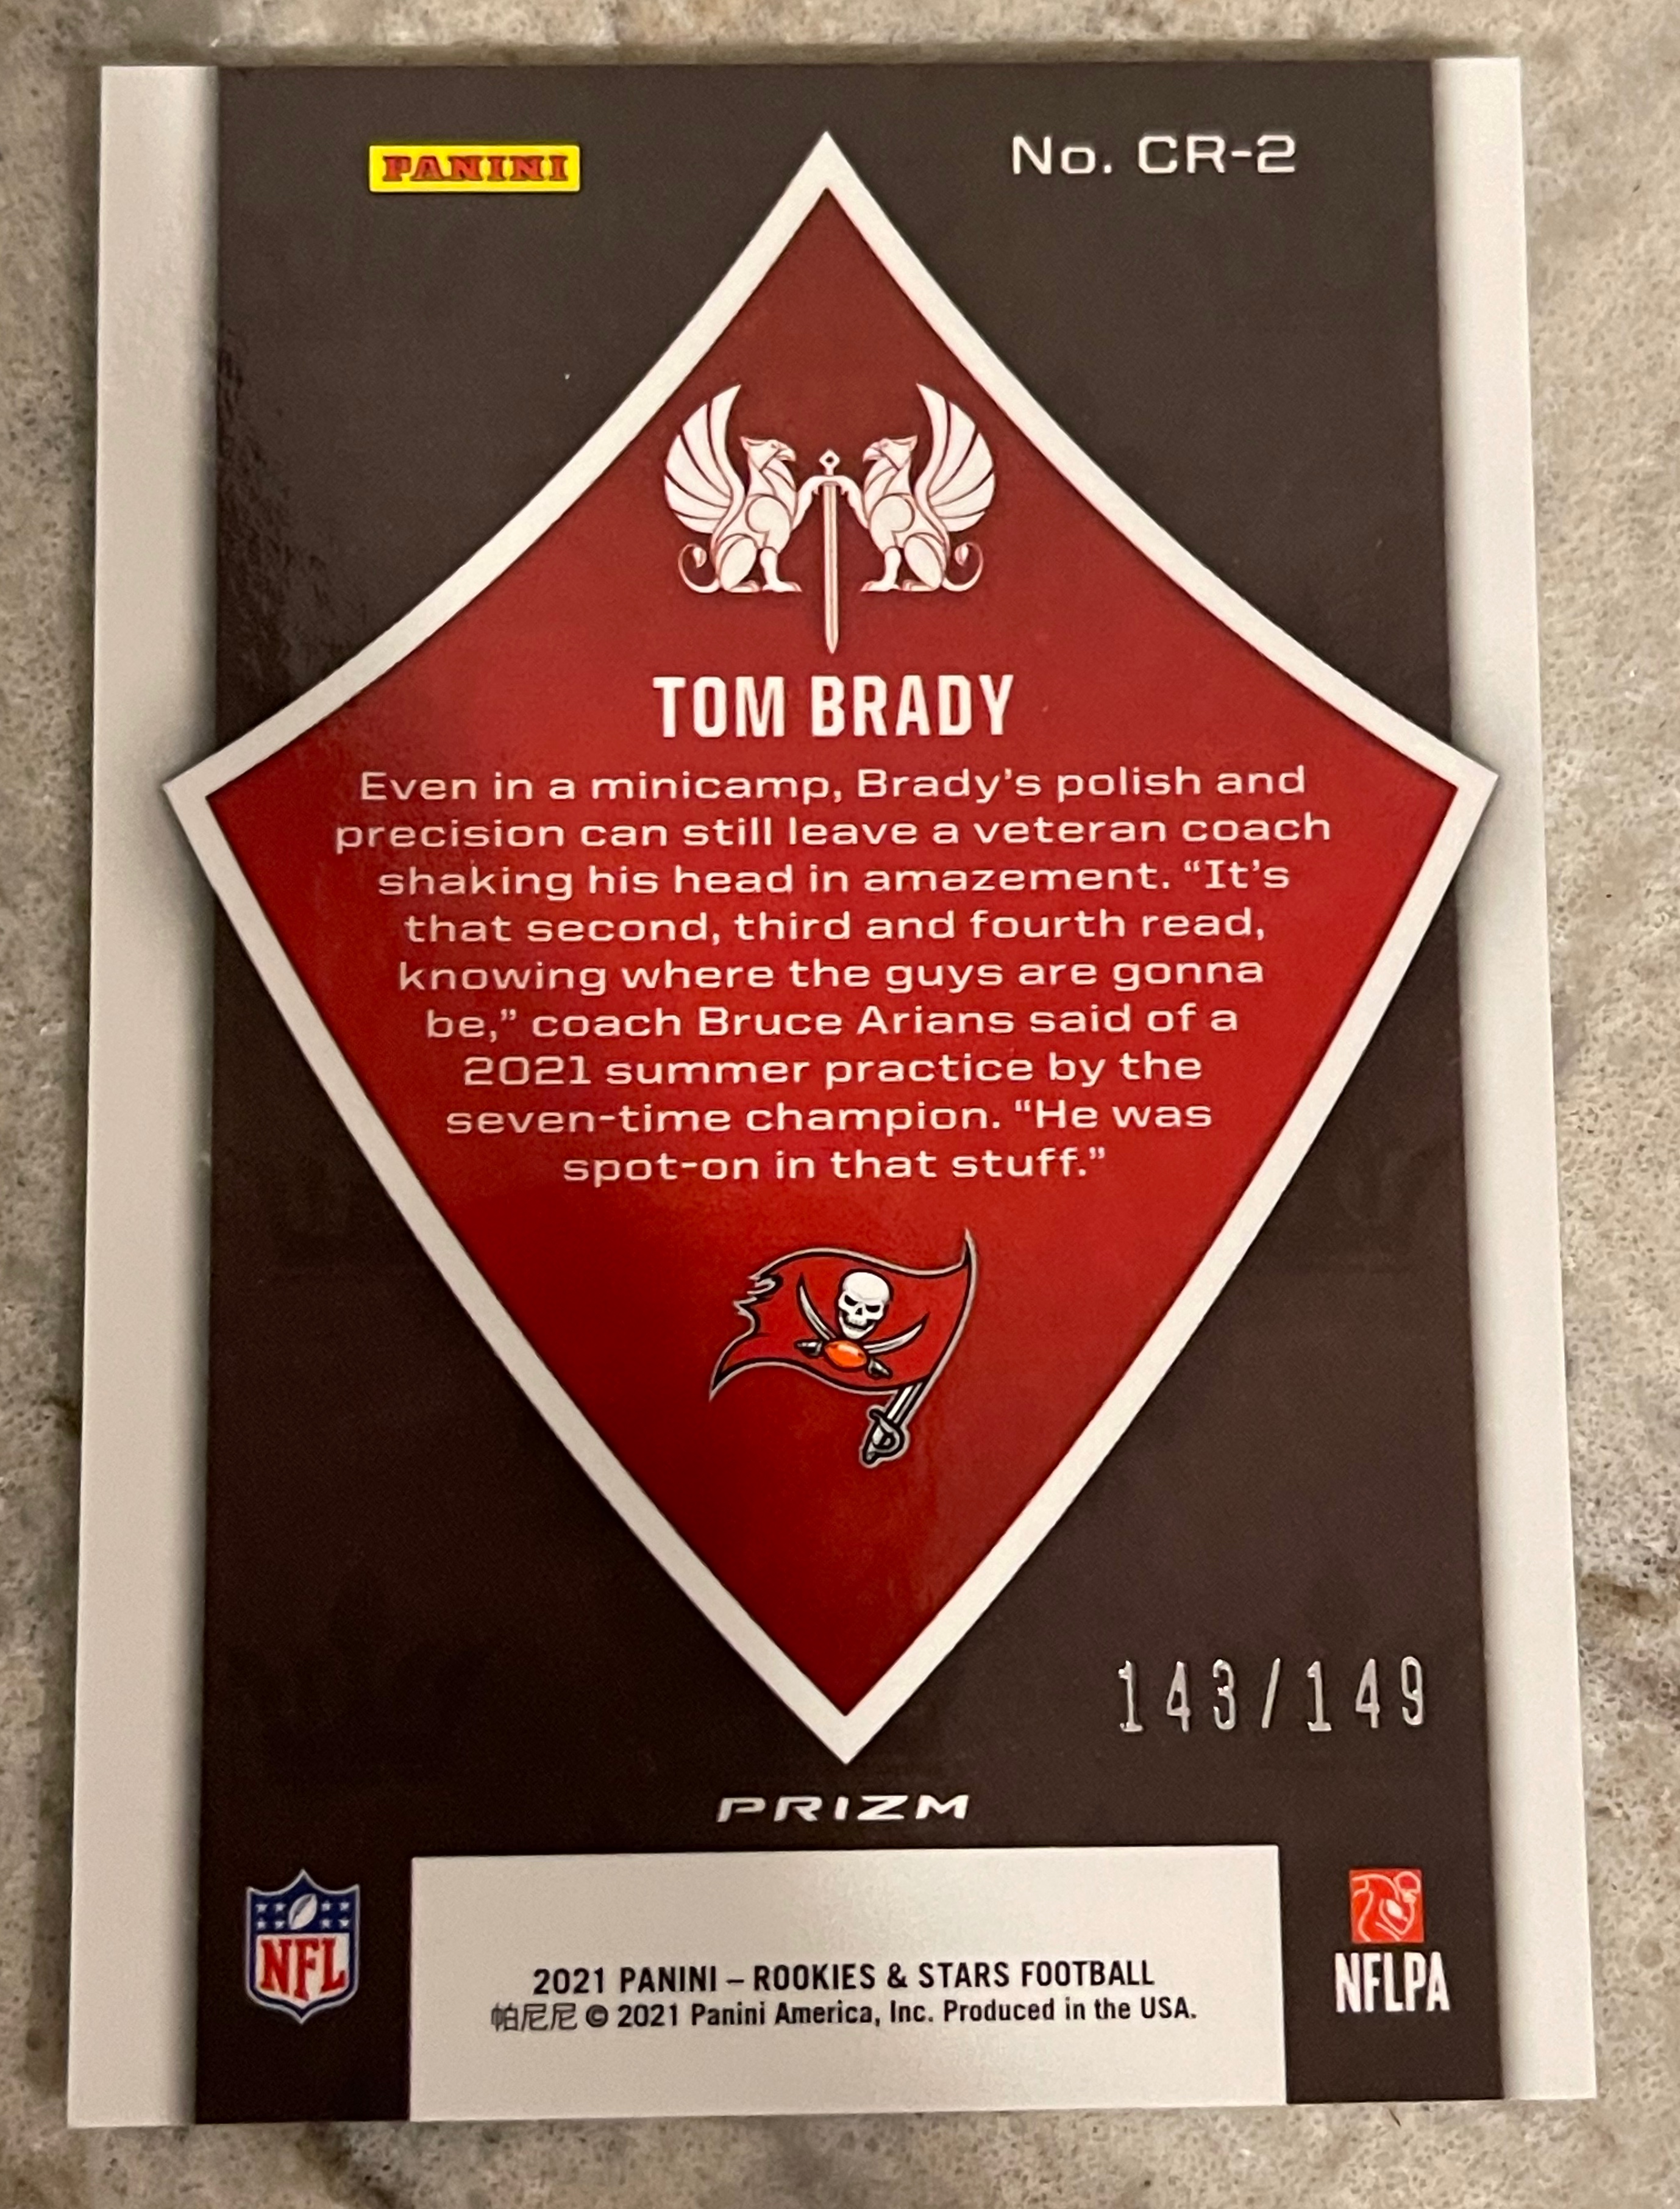 PANINI
No. CR-2
TOM BRADY
Even in a minicamp, Brady's polish and
precision can still leave a veteran coach
shaking his head in amazement. “It's
that second, third and fourth read,
knowing where the guys are gonna
be,” coach Bruce Arians said of a
2021 summer practice by the
seven-time champion. “He was
spot-on in that stuff.”
143/149
PRIZM
NFL
NFLPA
2021 PANINI – ROOKIES & STARS FOOTBALL
帕尼尼 © 2021 Panini America, Inc. Produced in the USA.